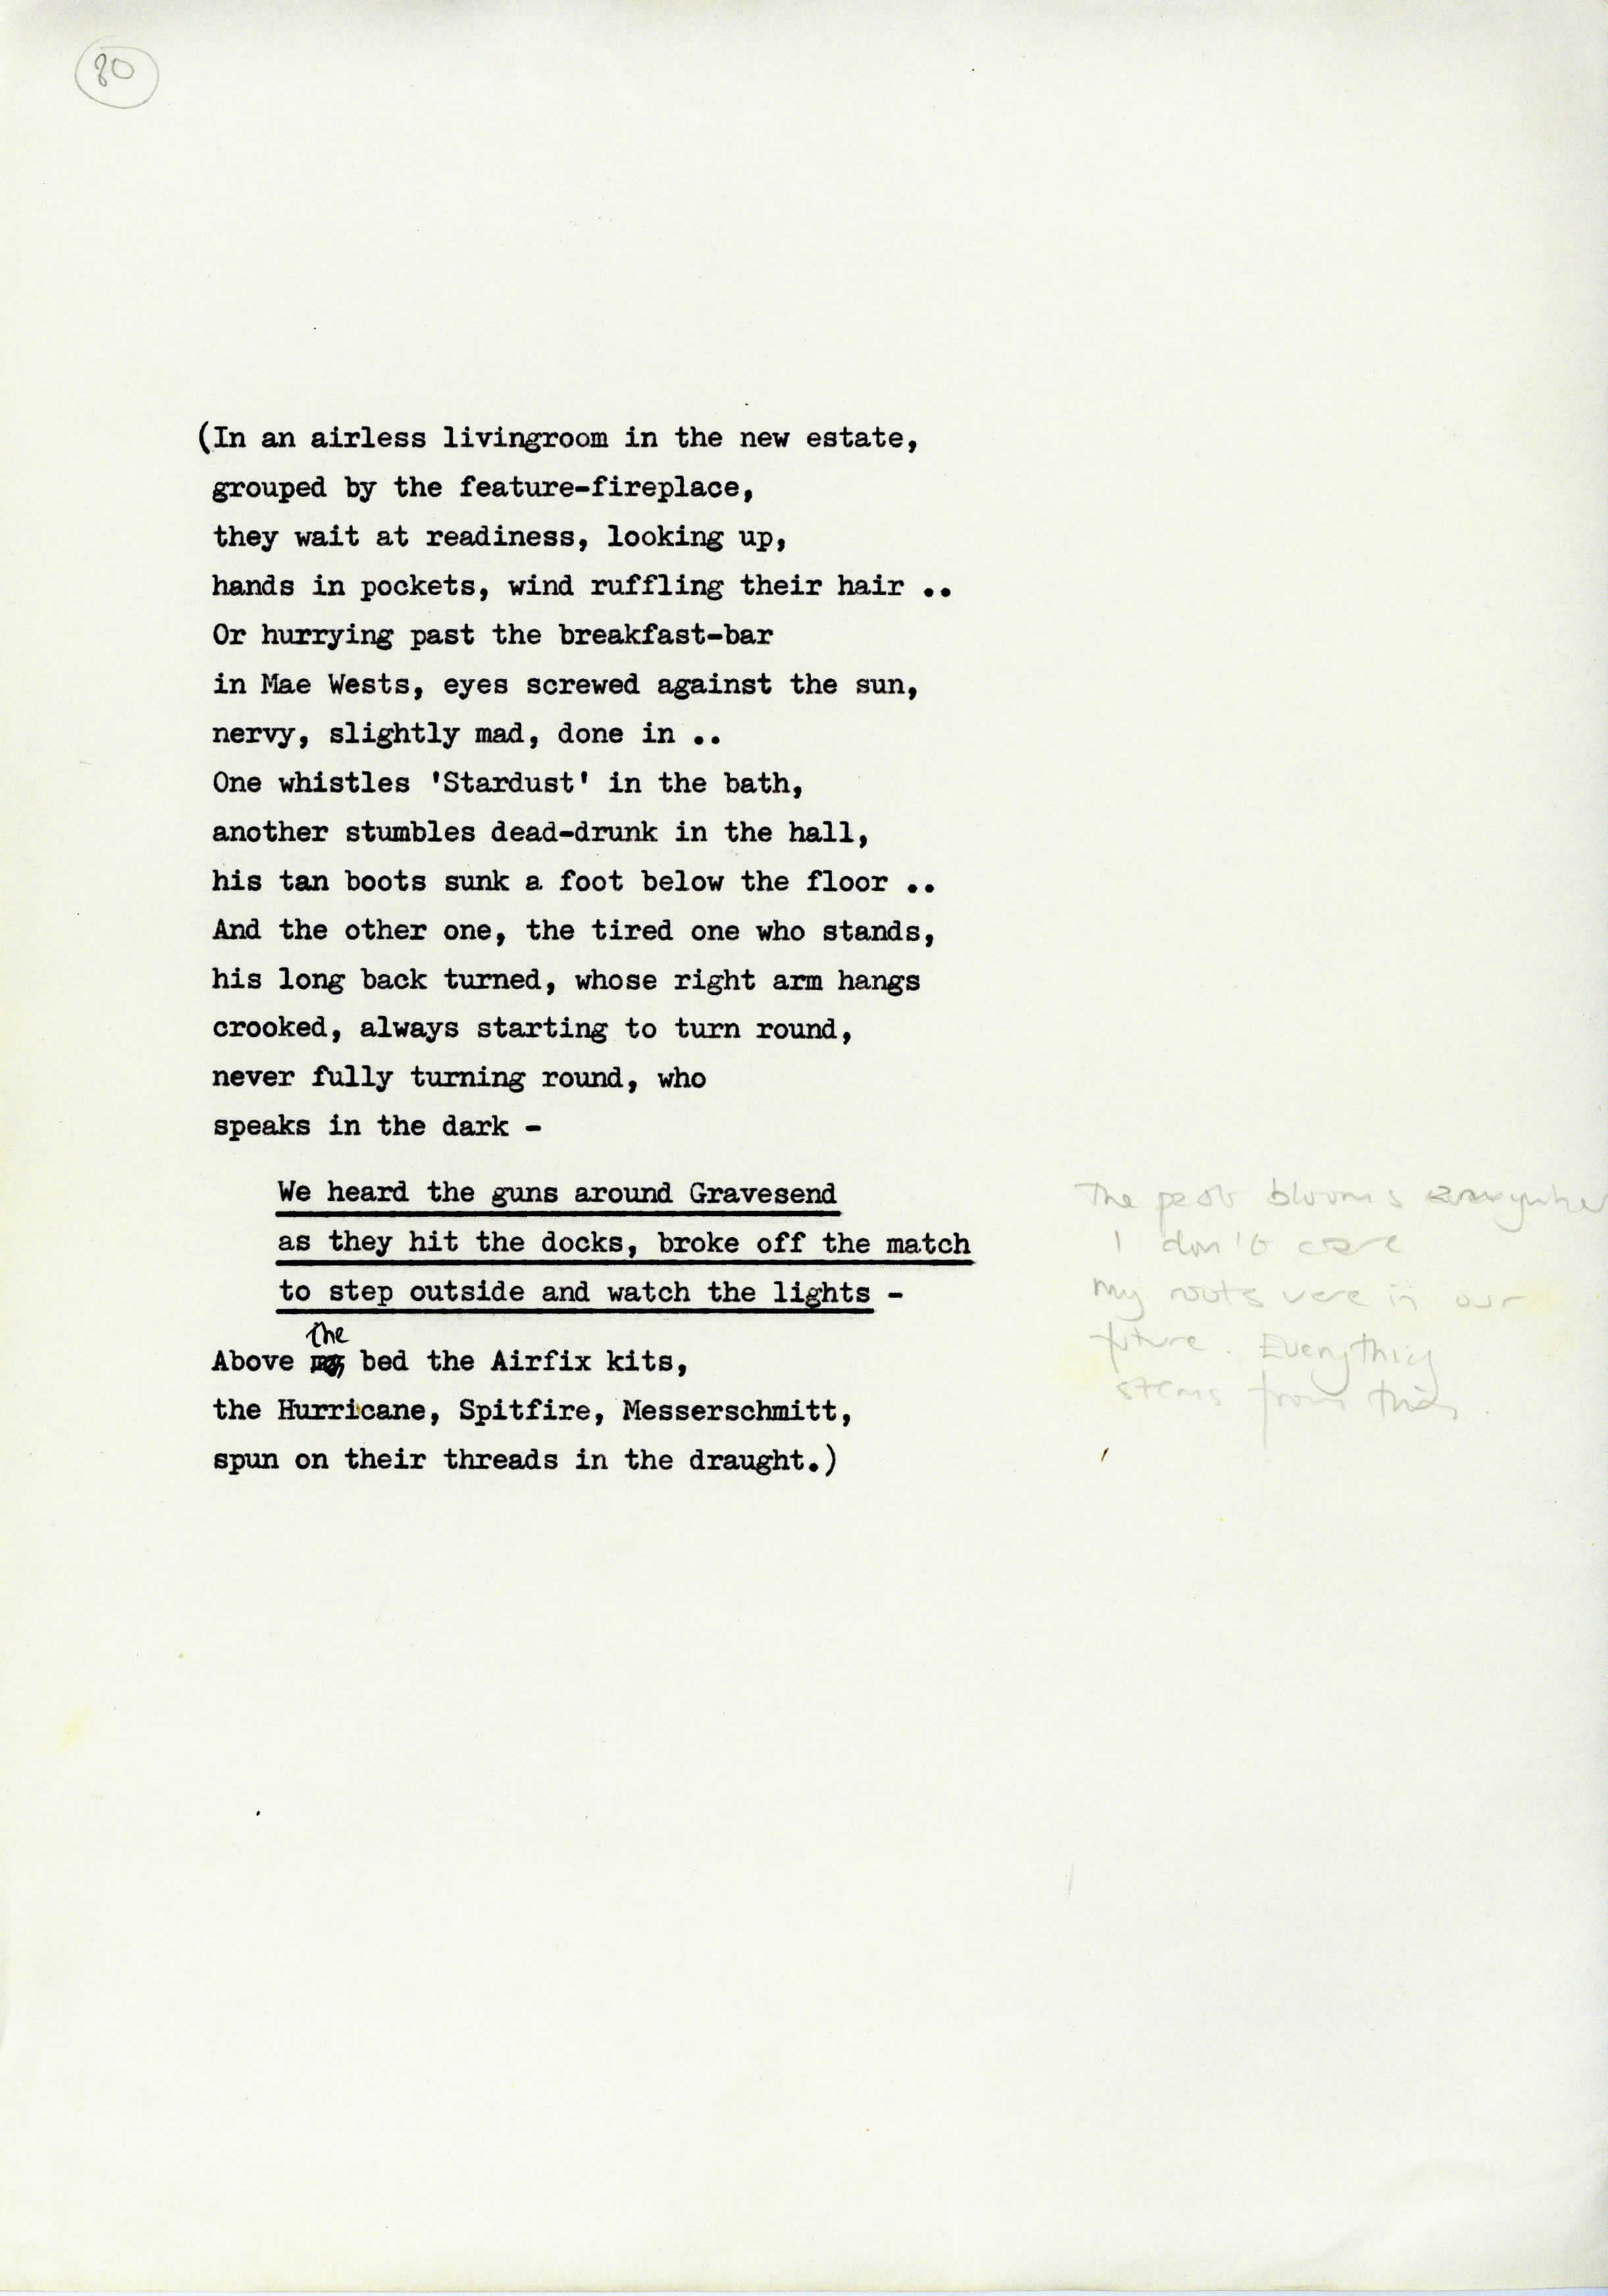 80
(In an airless livingroom in the new estate,
grouped by the feature-fireplace,
they wait at readiness, looking up,
hands in pockets, wind ruffling their hair ..
Or hurrying past the breakfast-bar
in Mae Wests, eyes screwed against the sun,
nervy, slightly mad, done in ..
One whistles 'Stardust' in the bath,
another stumbles dead-drunk in the hall,
his tan boots sunk a foot below the floor ..
And the other one, the tired one who stands,
his long back turned, whose right arm hangs
crooked, always starting to turn round,
never fully turning round, who
speaks in the dark -
We heard the guns around Gravesend
as they hit the docks, broke off the match
to step outside and watch the lights -
the
Above bed the Airfix kits,
the Hurricane, Spitfire, Messerschmitt,
spun on their threads in the draught.)
The past blooms
I don't care
My roots were in our
future. Everything
stems from this.